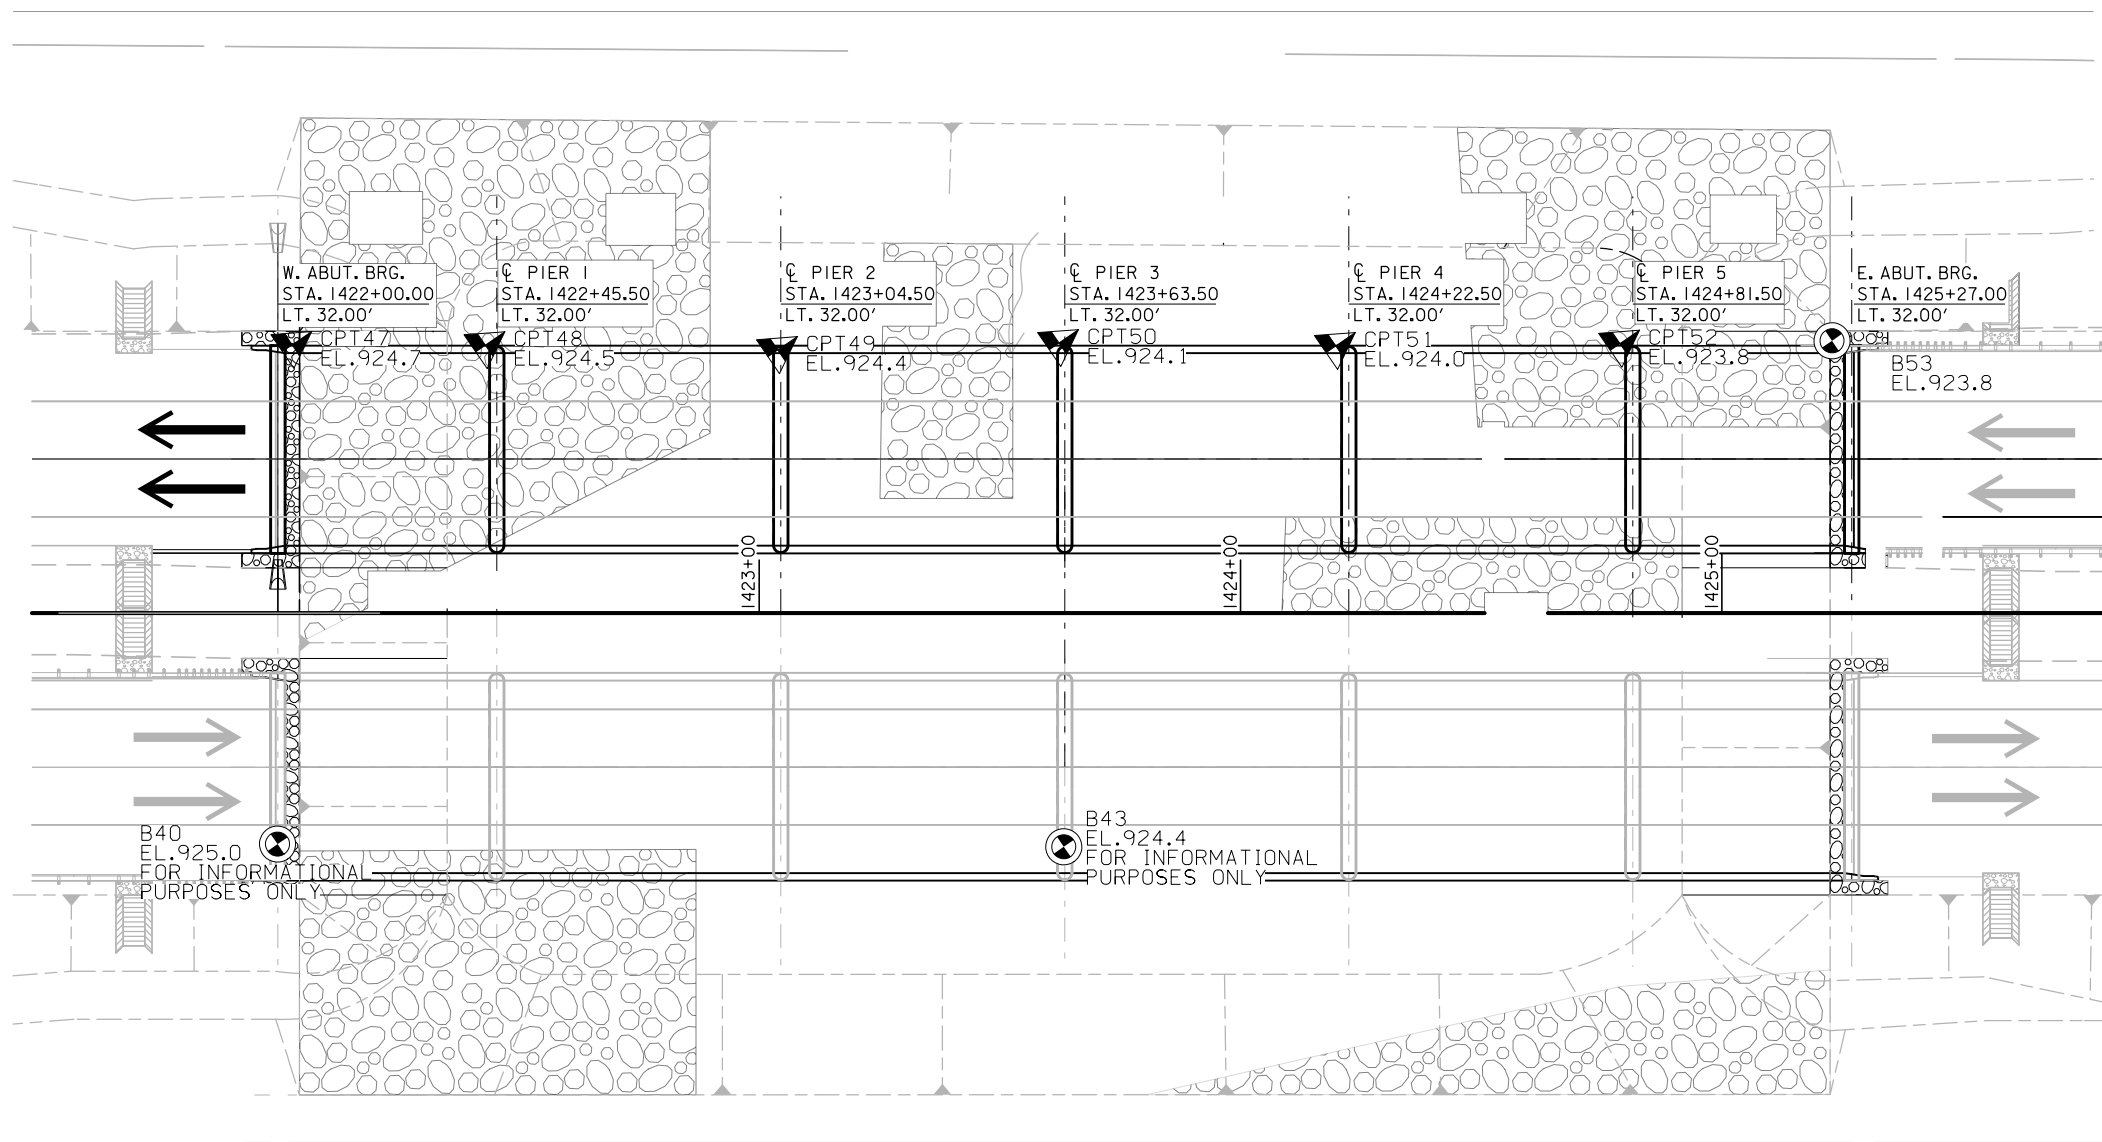 W. ABUT. BRG.
STA. 1422+00.00
LT. 32.00'
CPT47
EL.924.7
℄ PIER 1
STA. 1422+45.50
LT. 32.00'
CPT48
EL.924.5
℄ PIER 2
STA. 1423+04.50
LT. 32.00'
CPT49
EL.924.4
℄ PIER 3
STA. 1423+63.50
LT. 32.00'
CPT50
EL.924.1
℄ PIER 4
STA. 1424+22.50
LT. 32.00'
CPT51
EL.924.0
℄ PIER 5
STA. 1424+81.50
LT. 32.00'
CPT52
EL.923.8
E. ABUT. BRG.
STA. 1425+27.00
LT. 32.00'
B53
EL.923.8
1423+00
1424+00
1425+00
B40
EL.925.0
FOR INFORMATIONAL
PURPOSES ONLY
B43
EL.924.4
FOR INFORMATIONAL
PURPOSES ONLY